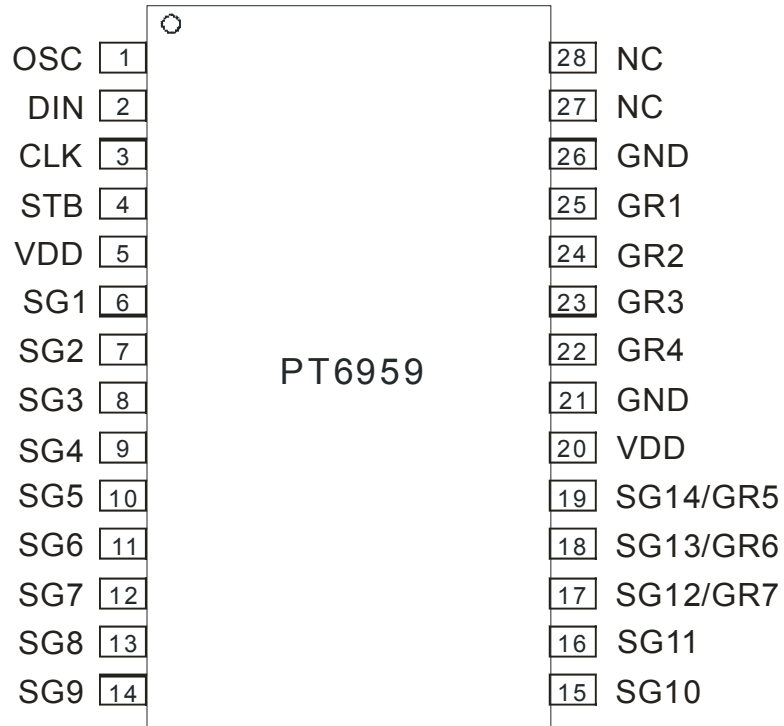 OSC 1 28 NC
DIN 2 27 NC
CLK 3 26 GND
STB 4 25 GR1
VDD 5 24 GR2
SG1 6 23 GR3
SG2 7 22 GR4
PT6959
SG3 8 21 GND
SG4 9 20 VDD
SG5 10 19 SG14/GR5
SG6 11 18 SG13/GR6
SG7 12 17 SG12/GR7
SG8 13 16 SG11
SG9 14 15 SG10